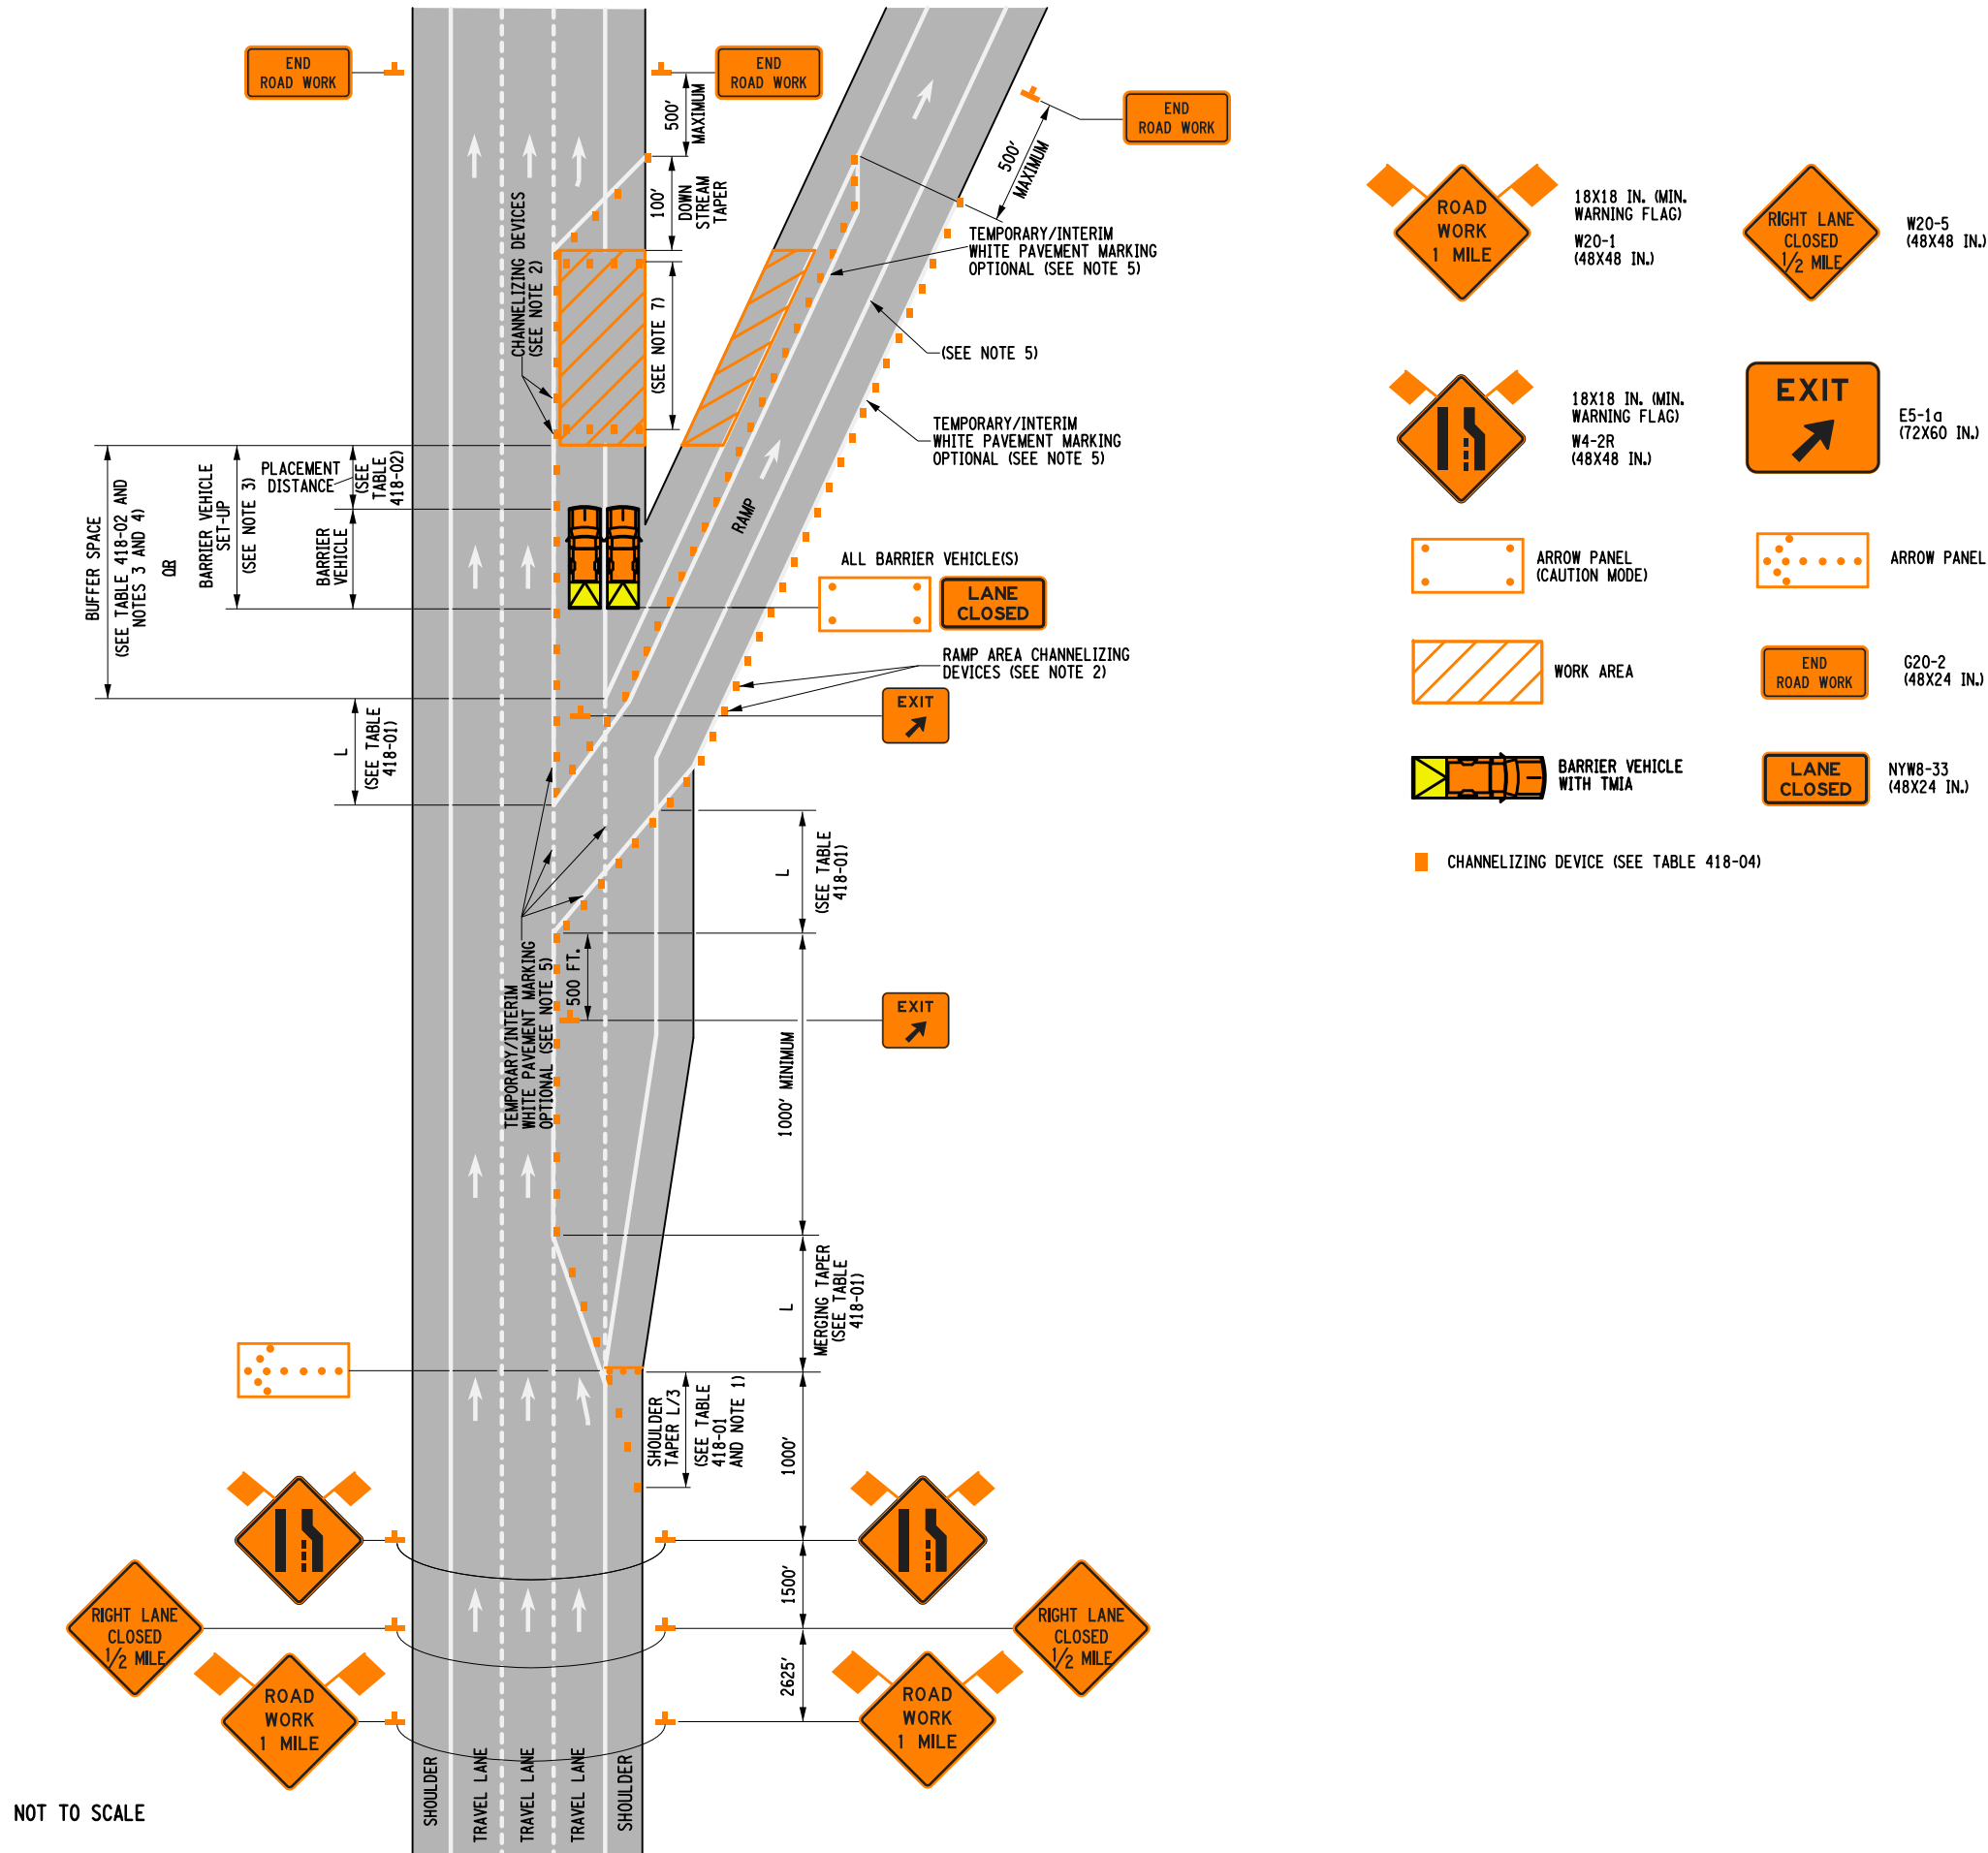 END
ROAD WORK
END
ROAD WORK
END
ROAD WORK
500'
MAXIMUM
500'
MAXIMUM
100'
DOWN
STREAM
TAPER
CHANNELIZING DEVICES
(SEE NOTE 2)
(SEE NOTE 7)
TEMPORARY/INTERIM
WHITE PAVEMENT MARKING
OPTIONAL (SEE NOTE 5)
(SEE NOTE 5)
TEMPORARY/INTERIM
WHITE PAVEMENT MARKING
OPTIONAL (SEE NOTE 5)
BUFFER SPACE
(SEE TABLE 418-02 AND
NOTES 3 AND 4)
OR
BARRIER VEHICLE
SET-UP
(SEE NOTE 3)
PLACEMENT
DISTANCE
(SEE
TABLE
418-02)
BARRIER
VEHICLE
RAMP
ALL BARRIER VEHICLE(S)
LANE
CLOSED
RAMP AREA CHANNELIZING
DEVICES (SEE NOTE 2)
EXIT
L
(SEE TABLE
418-01)
L
(SEE TABLE
418-01)
TEMPORARY/INTERIM
WHITE PAVEMENT MARKING
OPTIONAL (SEE NOTE 5)
500 FT.
EXIT
1000' MINIMUM
L
MERGING TAPER
(SEE TABLE
418-01)
SHOULDER
TAPER L/3
(SEE TABLE
418-01
AND NOTE 1)
1000'
1500'
RIGHT LANE
CLOSED
1/2 MILE
RIGHT LANE
CLOSED
1/2 MILE
2625'
ROAD
WORK
1 MILE
ROAD
WORK
1 MILE
SHOULDER
TRAVEL LANE
TRAVEL LANE
TRAVEL LANE
SHOULDER
NOT TO SCALE
ROAD
WORK
1 MILE
18X18 IN. (MIN.
WARNING FLAG)
W20-1
(48X48 IN.)
RIGHT LANE
CLOSED
1/2 MILE
W20-5
(48X48 IN.)
18X18 IN. (MIN.
WARNING FLAG)
W4-2R
(48X48 IN.)
EXIT
E5-1a
(72X60 IN.)
ARROW PANEL
(CAUTION MODE)
ARROW PANEL
WORK AREA
END
ROAD WORK
G20-2
(48X24 IN.)
BARRIER VEHICLE
WITH TMIA
LANE
CLOSED
NYW8-33
(48X24 IN.)
CHANNELIZING DEVICE (SEE TABLE 418-04)